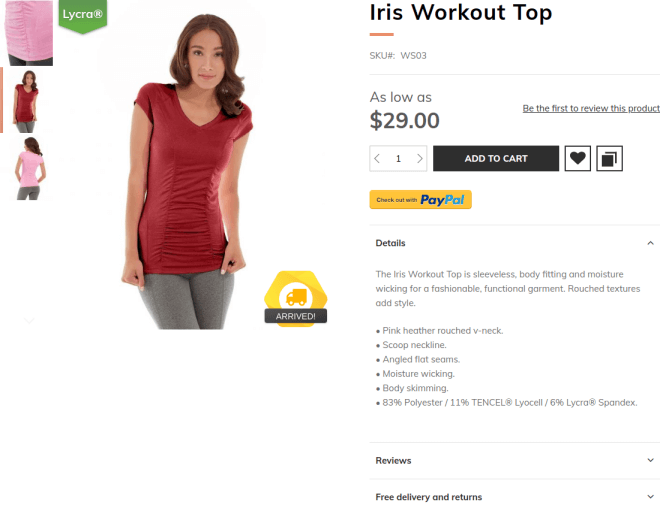 Lycra®
Iris Workout Top
SKU#: WS03
As low as
$29.00
Be the first to review this product
1
ADD TO CART
Check out with PayPal
ARRIVED!
Details
The Iris Workout Top is sleeveless, body fitting and moisture
wicking for a fashionable, functional garment. Rouched textures
add style.
• Pink heather rouched v-neck.
• Scoop neckline.
• Angled flat seams.
• Moisture wicking.
• Body skimming.
• 83% Polyester / 11% TENCEL® Lyocell / 6% Lycra® Spandex.
Reviews
Free delivery and returns